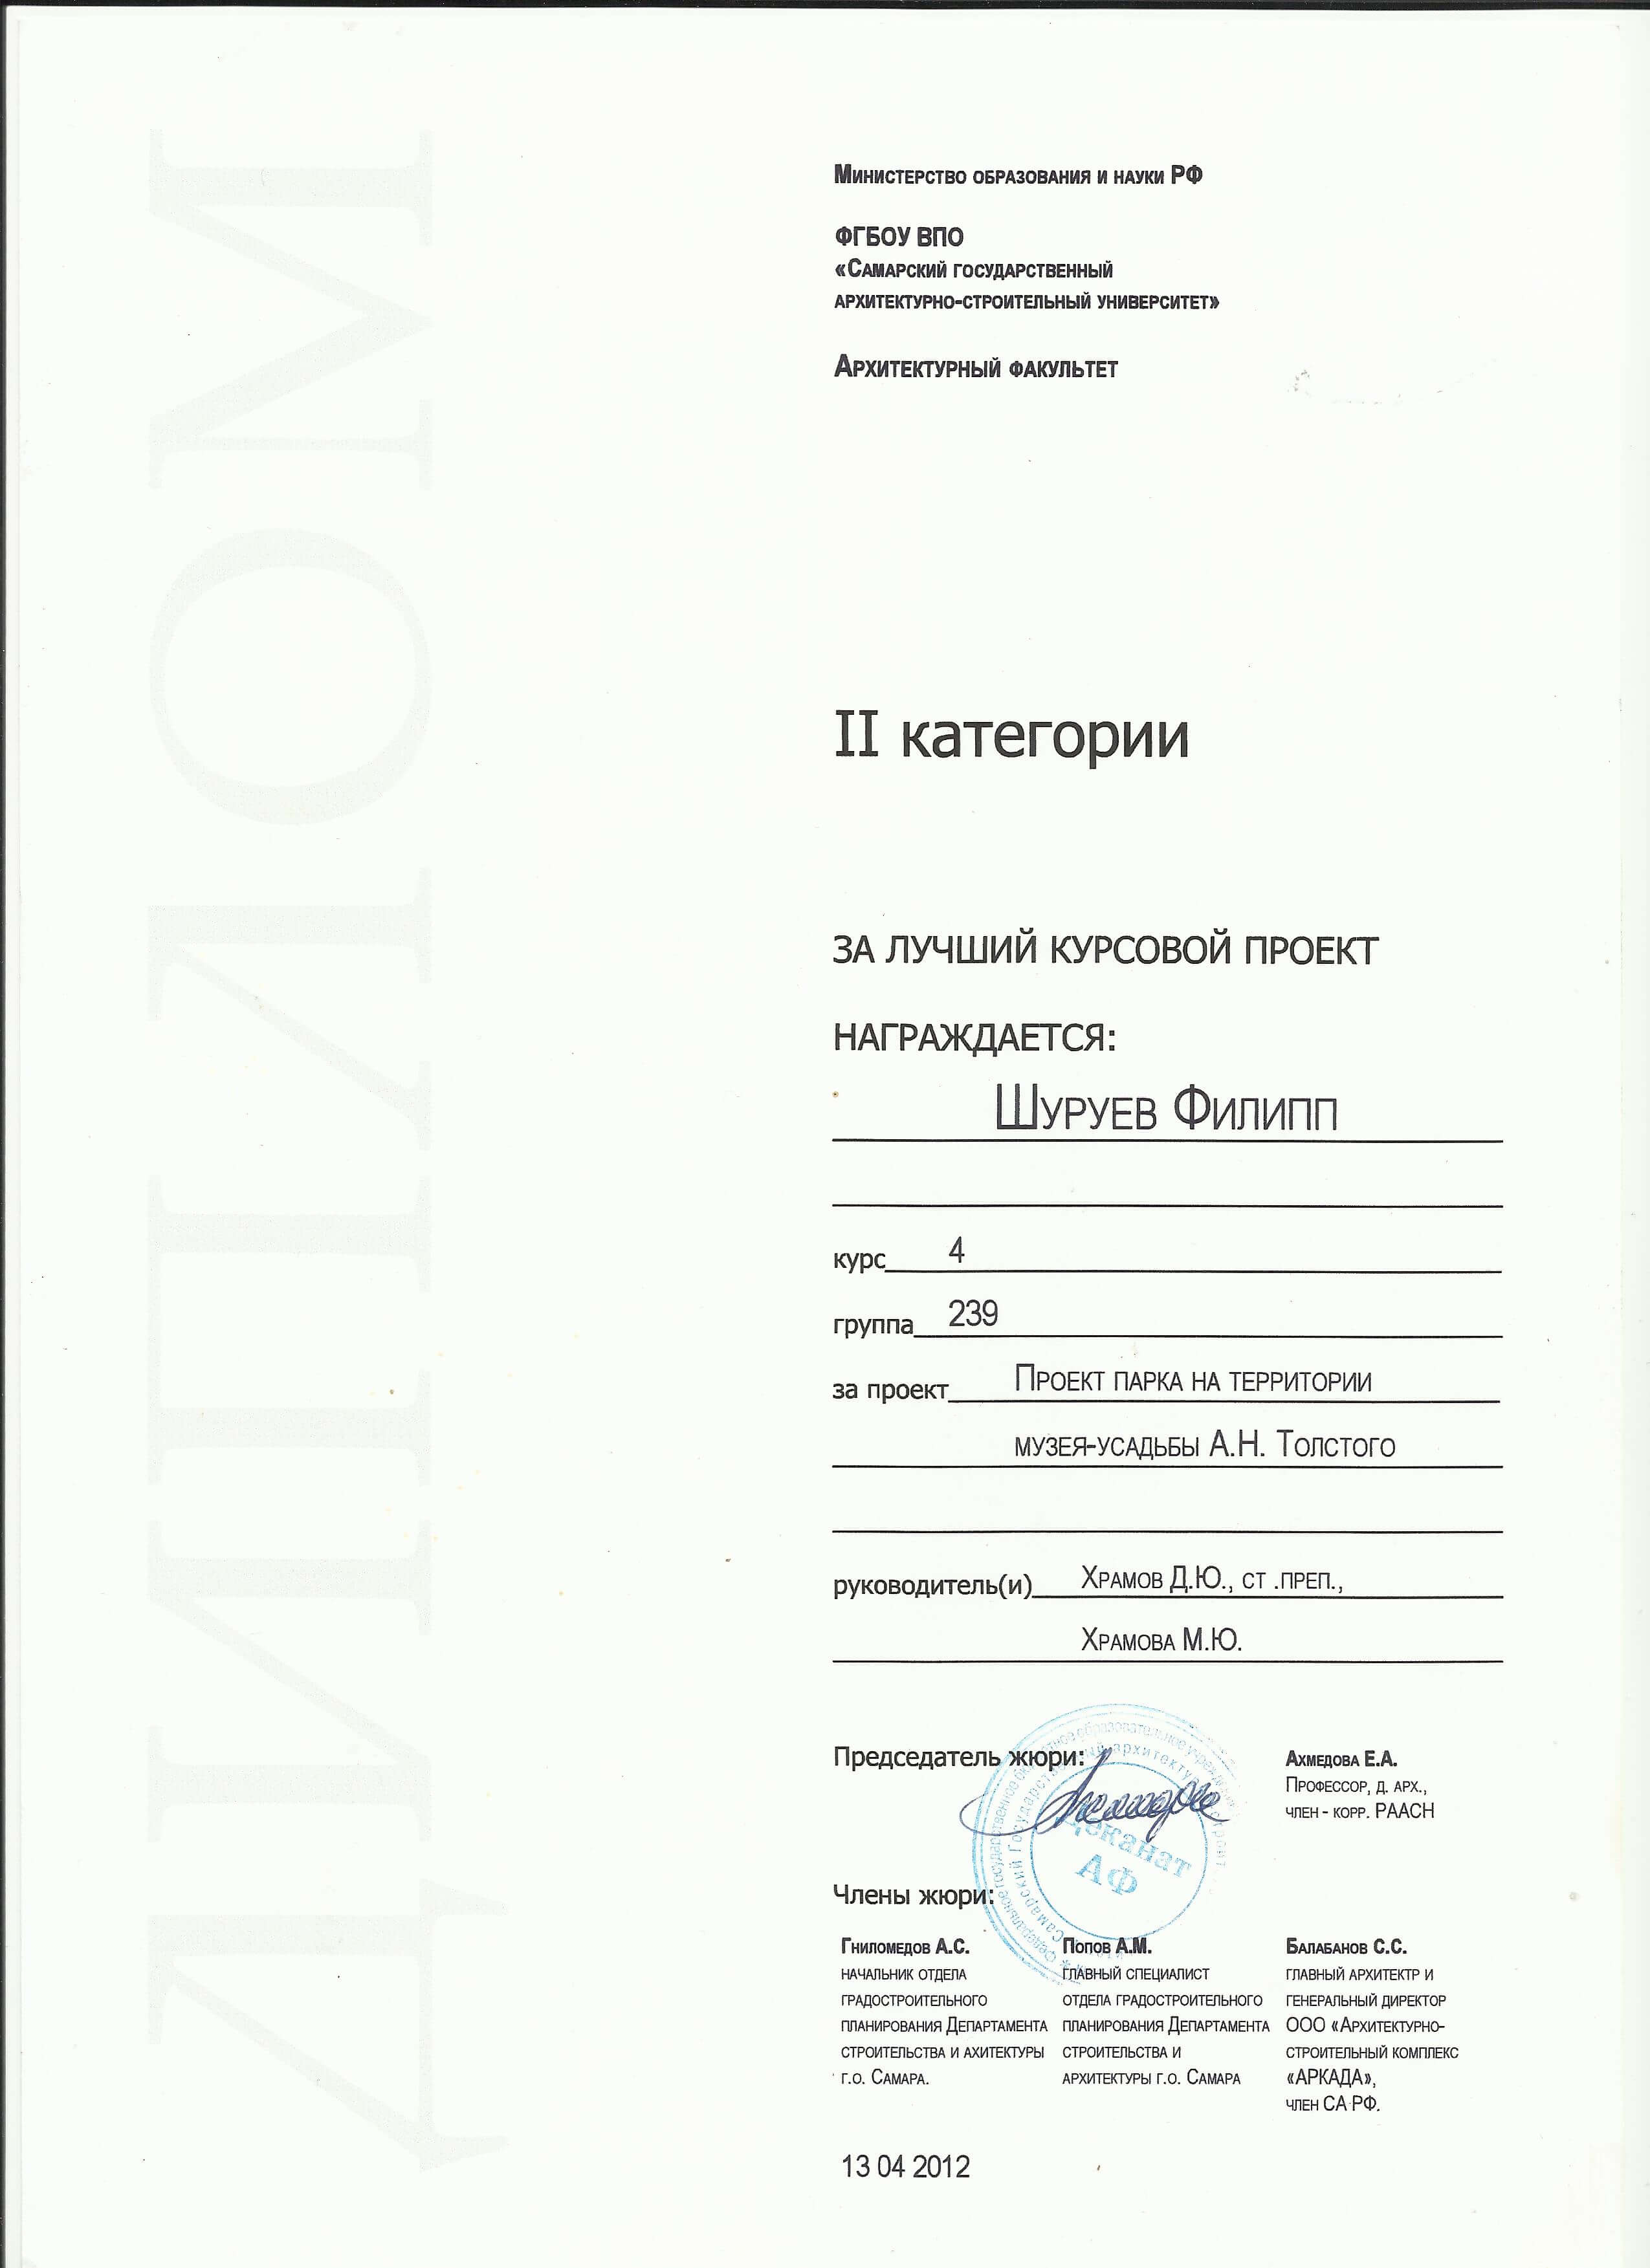 ДИПЛОМ
Министерство образования и науки РФ
ФГБОУ ВПО
«Самарский государственный
архитектурно-строительный университет»
Архитектурный факультет
II категории
ЗА ЛУЧШИЙ КУРСОВОЙ ПРОЕКТ
НАГРАЖДАЕТСЯ:
Шуруев Филипп
курс 4
группа 239
за проект Проект парка на территории
музея-усадьбы А.Н. Толстого
руководитель(и) Храмов Д.Ю., ст .преп.,
Храмова М.Ю.
Председатель жюри:
Ахмедова Е.А.
Профессор, д. арх.,
член - корр. РААСН
Деканат
АФ
Члены жюри:
Гниломедов А.С.
начальник отдела
градостроительного
планирования Департамента
строительства и ахитектуры
г.о. Самара.
Попов А.М.
главный специалист
отдела градостроительного
планирования Департамента
строительства и
архитектуры г.о. Самара
Балабанов С.С.
главный архитектр и
генеральный директор
ООО «Архитектурно-
строительный комплекс
«АРКАДА»,
член СА РФ.
13 04 2012